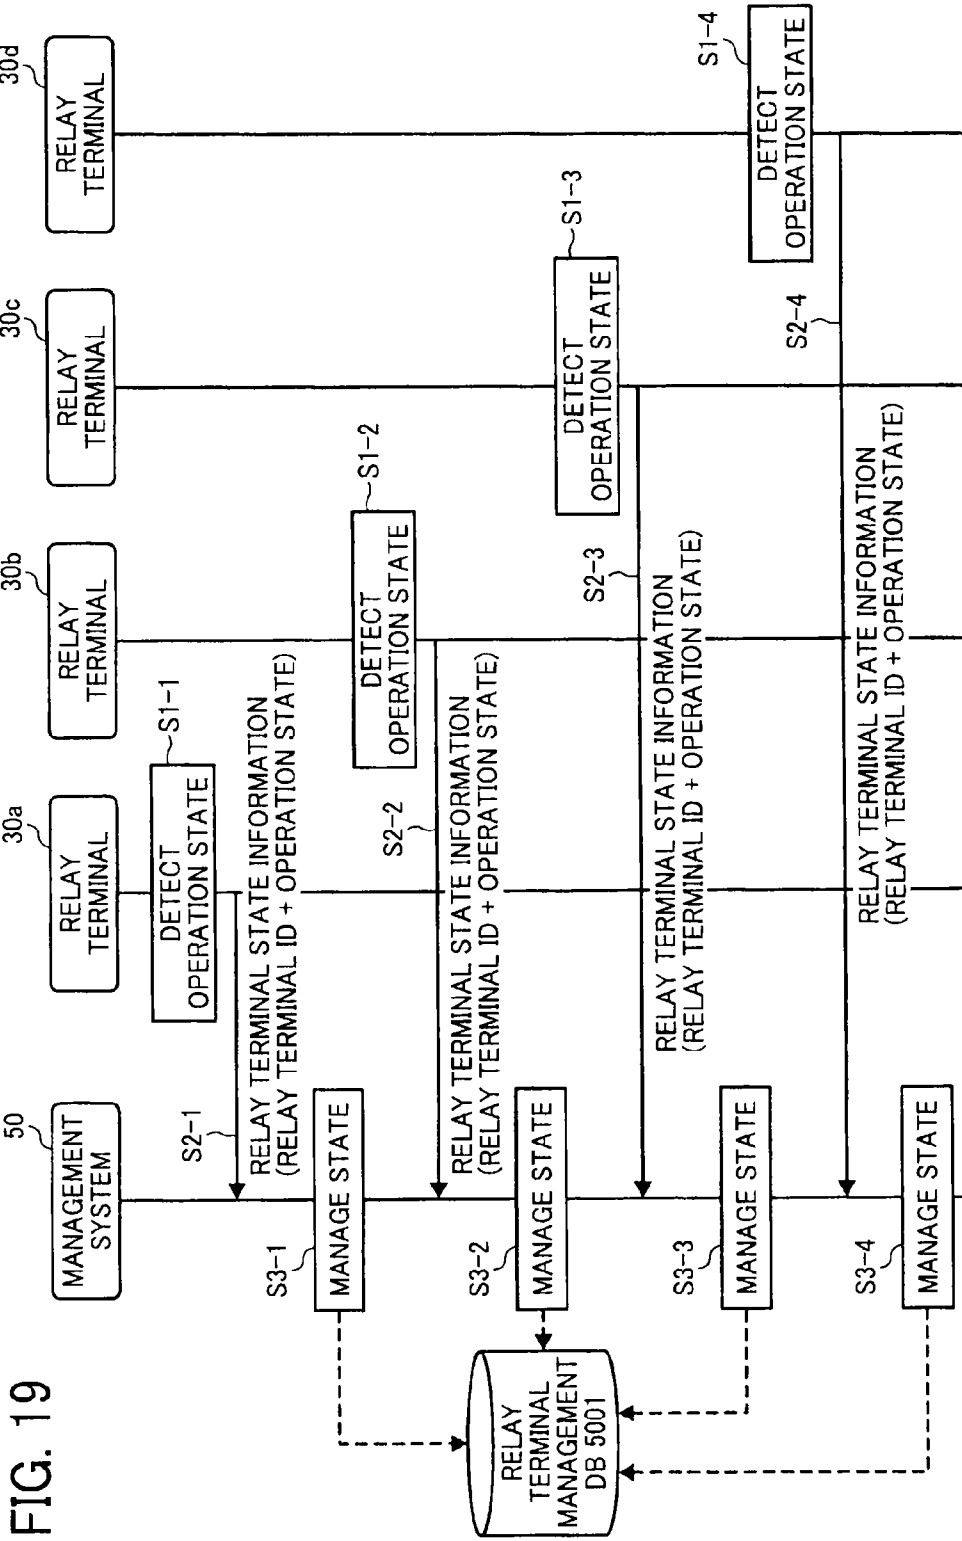 FIG. 19
50
MANAGEMENT
SYSTEM
30a
RELAY
TERMINAL
30b
RELAY
TERMINAL
30c
RELAY
TERMINAL
30d
RELAY
TERMINAL
S1-1
DETECT
OPERATION STATE
S2-1
RELAY TERMINAL STATE INFORMATION
(RELAY TERMINAL ID + OPERATION STATE)
S3-1
MANAGE STATE
S1-2
DETECT
OPERATION STATE
S2-2
RELAY TERMINAL STATE INFORMATION
(RELAY TERMINAL ID + OPERATION STATE)
S3-2
MANAGE STATE
RELAY
TERMINAL
MANAGEMENT
DB 5001
S1-3
DETECT
OPERATION STATE
S2-3
RELAY TERMINAL STATE INFORMATION
(RELAY TERMINAL ID + OPERATION STATE)
S3-3
MANAGE STATE
S1-4
DETECT
OPERATION STATE
S2-4
RELAY TERMINAL STATE INFORMATION
(RELAY TERMINAL ID + OPERATION STATE)
S3-4
MANAGE STATE